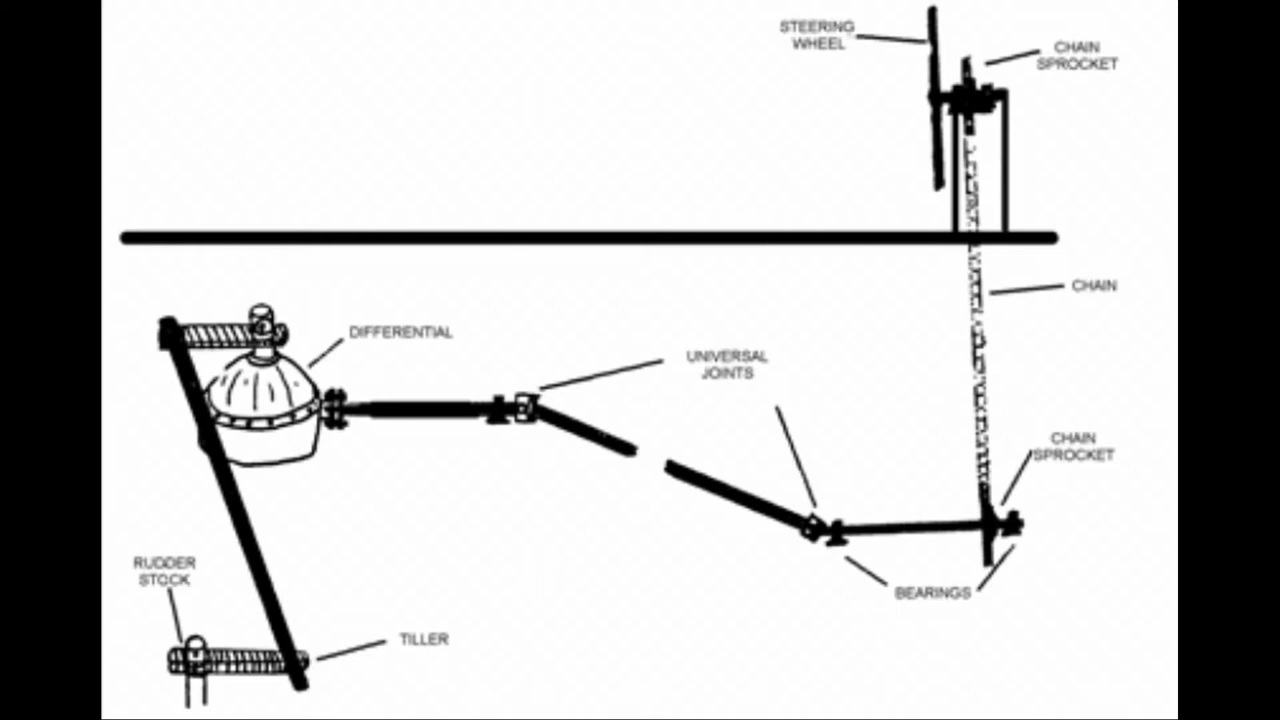 STEERING
WHEEL
CHAIN
SPROCKET
CHAIN
DIFFERENTIAL
UNIVERSAL
JOINTS
CHAIN
SPROCKET
RUDDER
STOCK
BEARINGS
TILLER